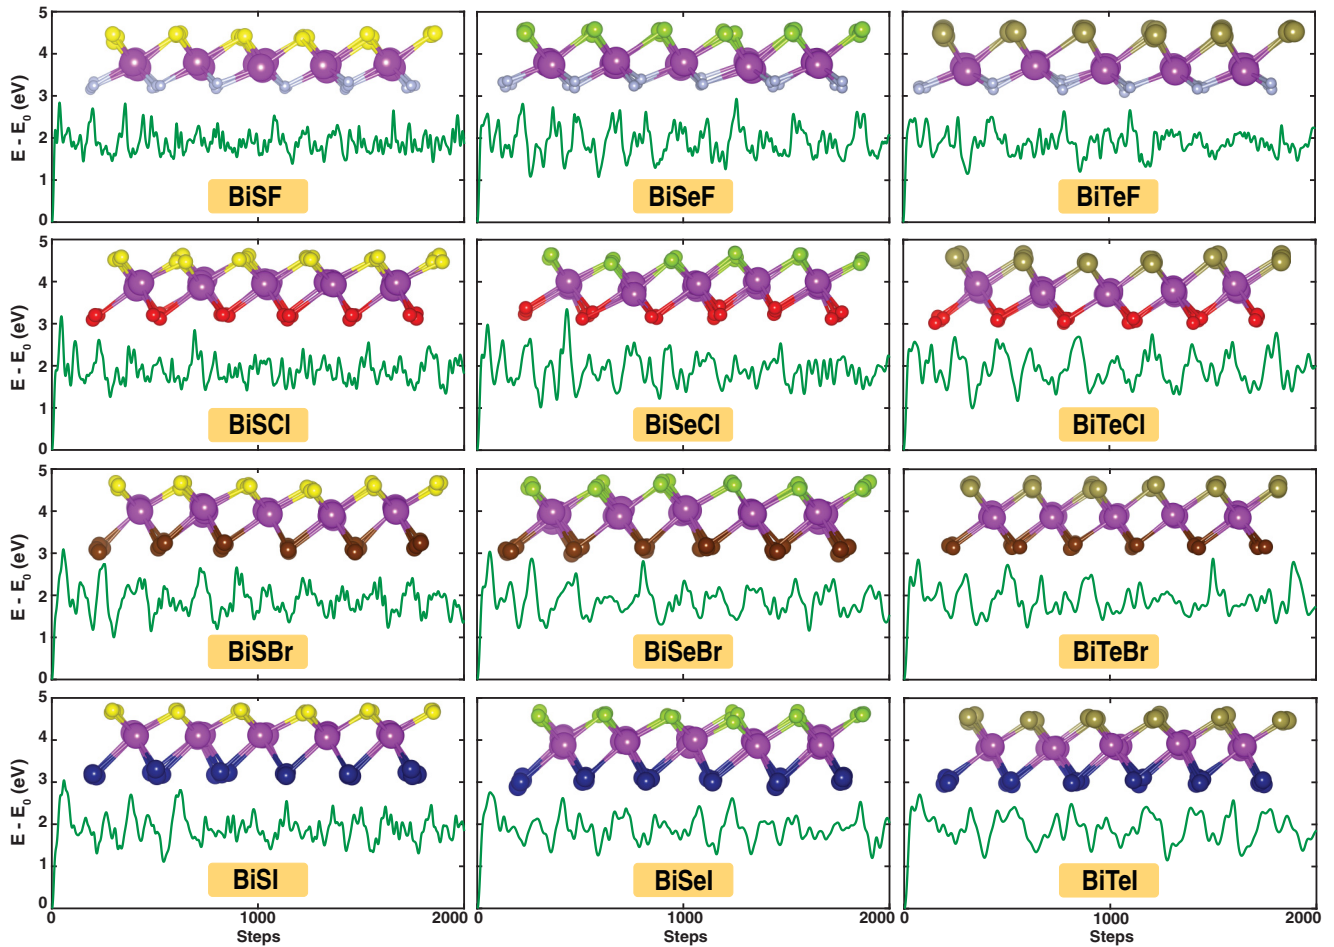 5
4
3
2
1
0
E - E0 (eV)
BiSF
BiSeF
BiTeF
5
4
3
2
1
0
E - E0 (eV)
BiSCl
BiSeCl
BiTeCl
5
4
3
2
1
0
E - E0 (eV)
BiSBr
BiSeBr
BiTeBr
5
4
3
2
1
0
E - E0 (eV)
BiSI
BiSeI
BiTeI
0 1000 2000 0 1000 2000 0 1000 2000
Steps Steps Steps